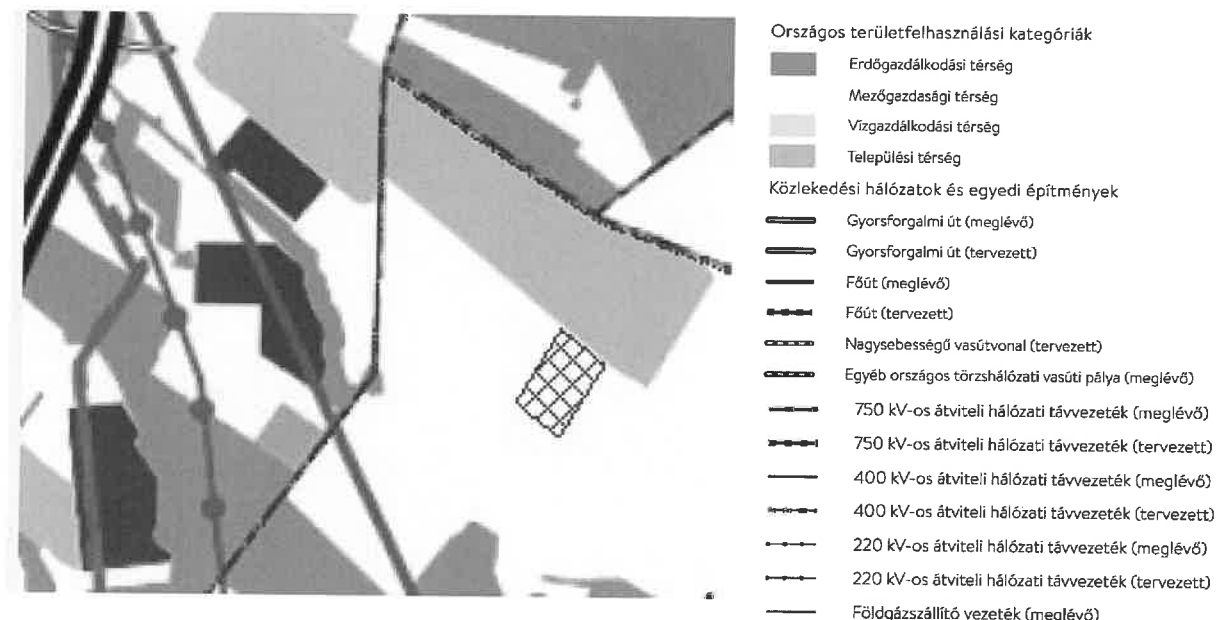 Országos területfelhasználási kategóriák
Erdőgazdálkodási térség
Mezőgazdasági térség
Vízgazdálkodási térség
Települési térség
Közlekedési hálózatok és egyedi építmények
Gyorsforgalmi út (meglévő)
Gyorsforgalmi út (tervezett)
Főút (meglévő)
Főút (tervezett)
Nagysebességű vasútvonal (tervezett)
Egyéb országos törzshálózati vasúti pálya (meglévő)
750 kV-os átviteli hálózati távvezeték (meglévő)
750 kV-os átviteli hálózati távvezeték (tervezett)
400 kV-os átviteli hálózati távvezeték (meglévő)
400 kV-os átviteli hálózati távvezeték (tervezett)
220 kV-os átviteli hálózati távvezeték (meglévő)
220 kV-os átviteli hálózati távvezeték (tervezett)
Földgázszállító vezeték (meglévő)